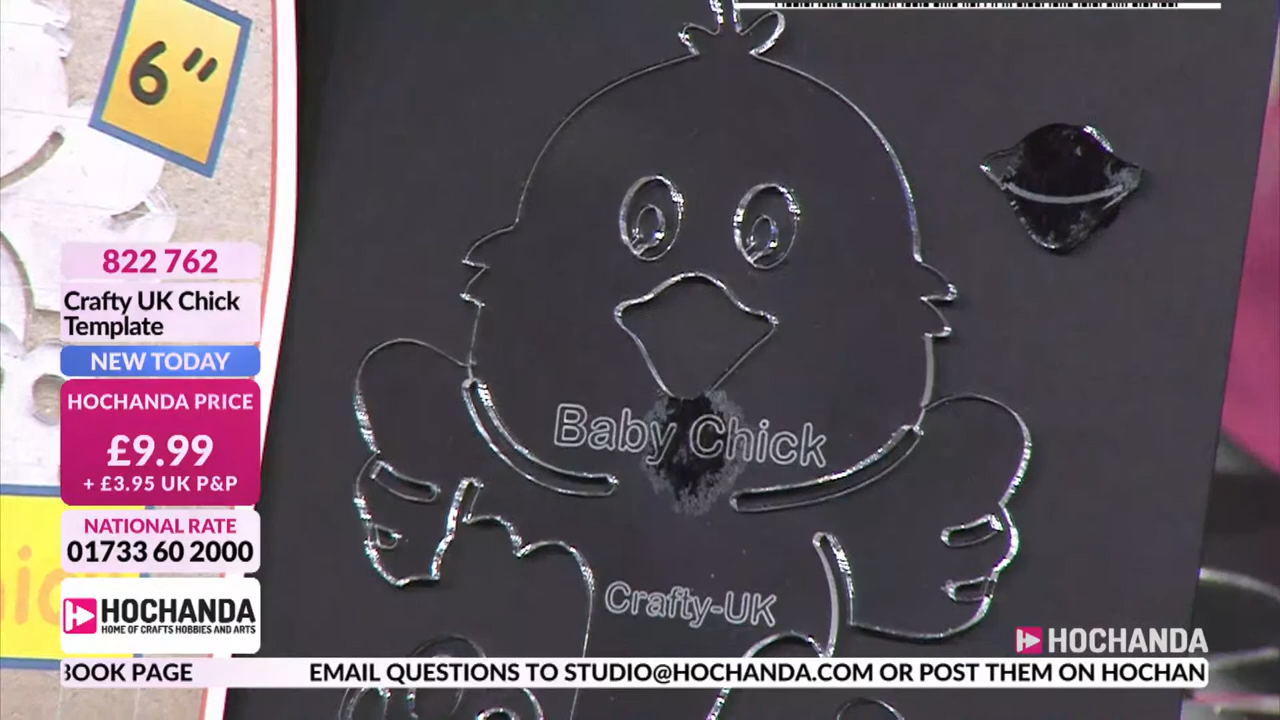 6"
822 762
Crafty UK Chick
Template
NEW TODAY
HOCHANDA PRICE
£9.99
+ £3.95 UK P&P
NATIONAL RATE
01733 60 2000
HOCHANDA
HOME OF CRAFTS HOBBIES AND ARTS
Baby Chick
Crafty-UK
HOCHANDA
BOOK PAGE EMAIL QUESTIONS TO STUDIO@HOCHANDA.COM OR POST THEM ON HOCHAN